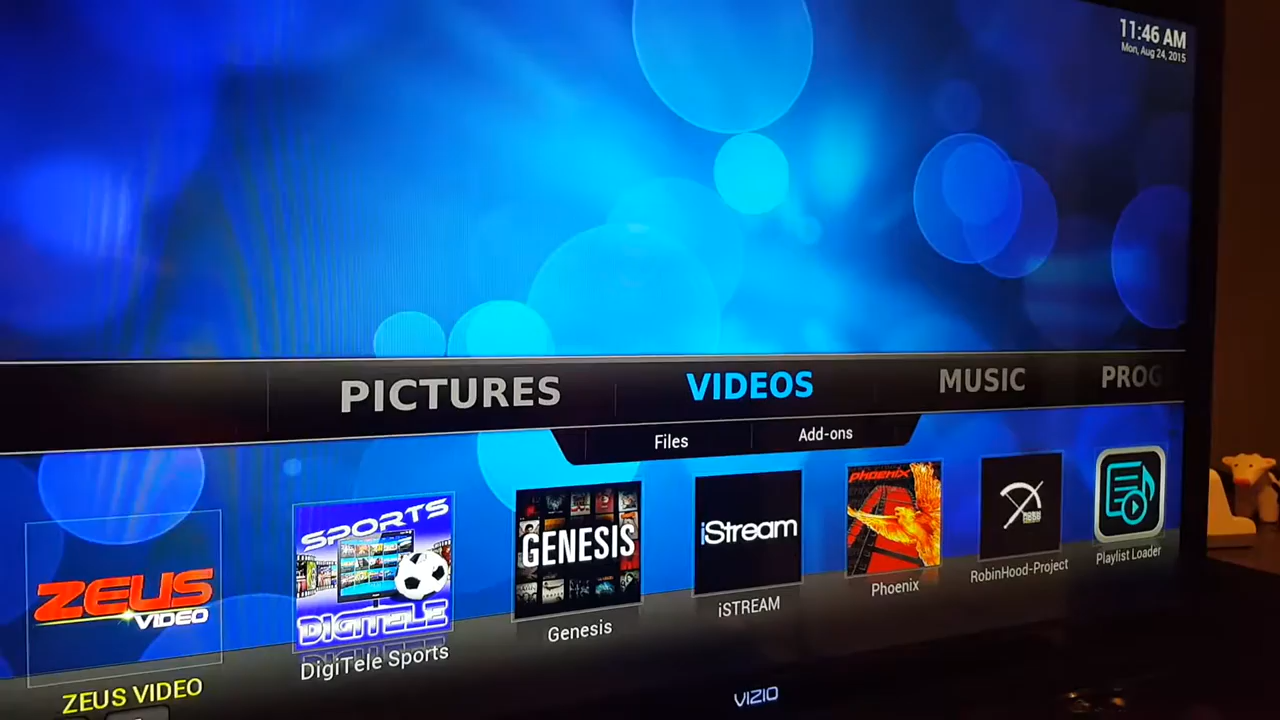 11:46 AM
Mon, Aug 24, 2015
PICTURES
VIDEOS
MUSIC
PROG
Files
Add-ons
ZEUS
VIDEO
ZEUS VIDEO
SPORTS
DIGITELE
DigiTele Sports
GENESIS
Genesis
iStream
iSTREAM
PHOENIX
Phoenix
RobinHood-Project
Playlist Loader
VIZIO